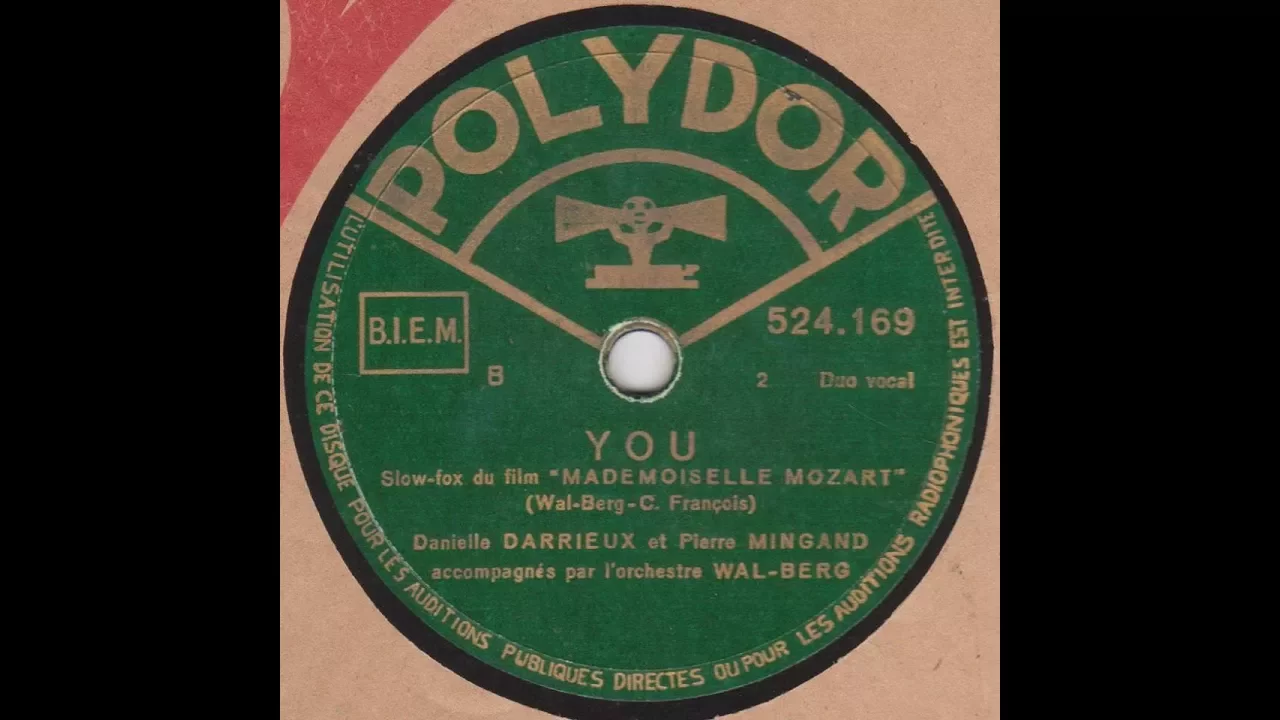 POLYDOR
B.I.E.M.
524.169
B
2 Duo vocal
YOU
Slow-fox du film "MADEMOISELLE MOZART"
(Wal-Berg-C. François)
Danielle DARRIEUX et Pierre MINGAND
accompagnés par l'orchestre WAL-BERG
L'UTILISATION DE CE DISQUE POUR LES AUDITIONS PUBLIQUES DIRECTES OU POUR LES AUDITIONS RADIOPHONIQUES EST INTERDITE